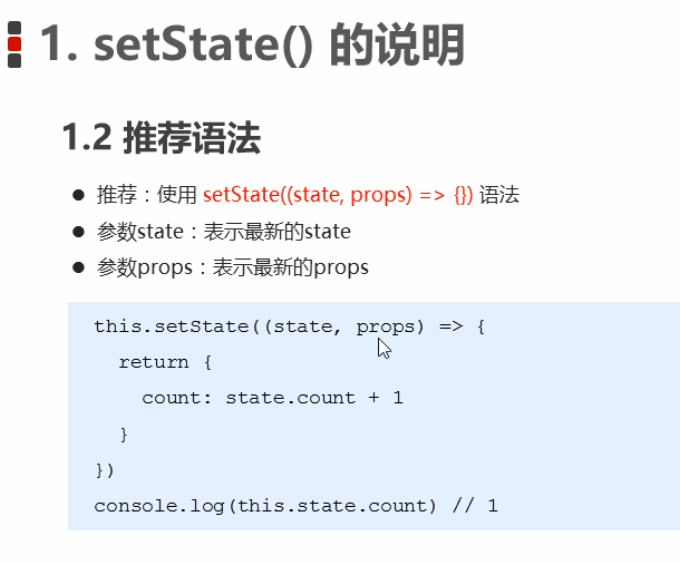 1. setState() 的说明
1.2 推荐语法
推荐：使用 setState((state, props) => {}) 语法
参数state：表示最新的state
参数props：表示最新的props
this.setState((state, props) => {
return {
count: state.count + 1
}
})
console.log(this.state.count) // 1